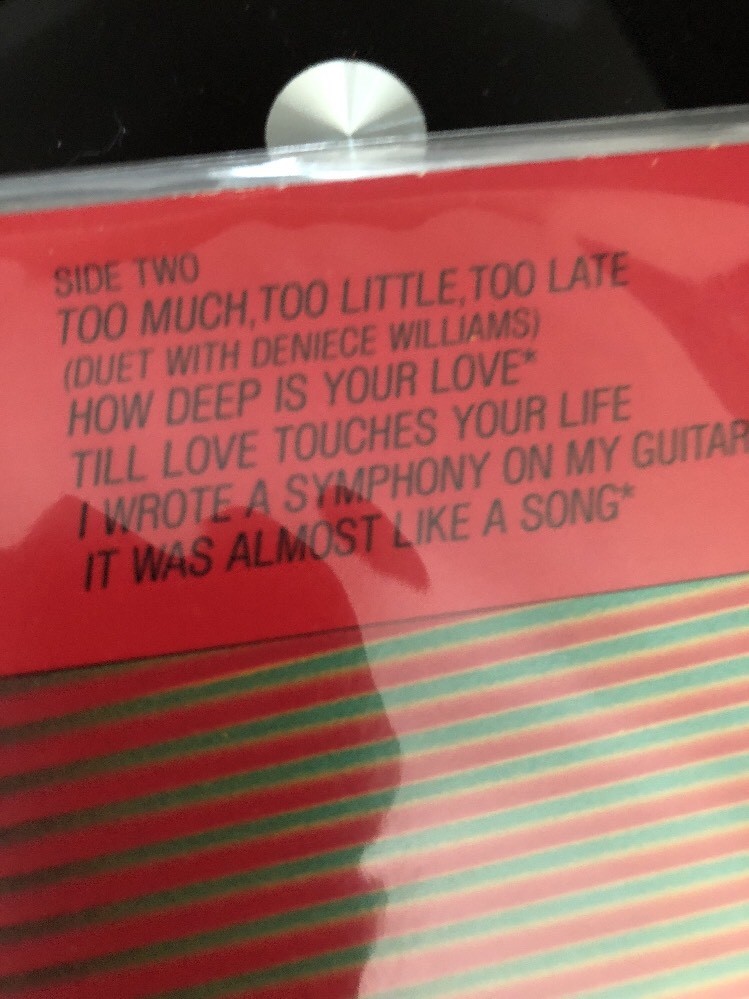 SIDE TWO
TOO MUCH, TOO LITTLE, TOO LATE
(DUET WITH DENIECE WILLIAMS)
HOW DEEP IS YOUR LOVE*
TILL LOVE TOUCHES YOUR LIFE
I WROTE A SYMPHONY ON MY GUITAR
IT WAS ALMOST LIKE A SONG*